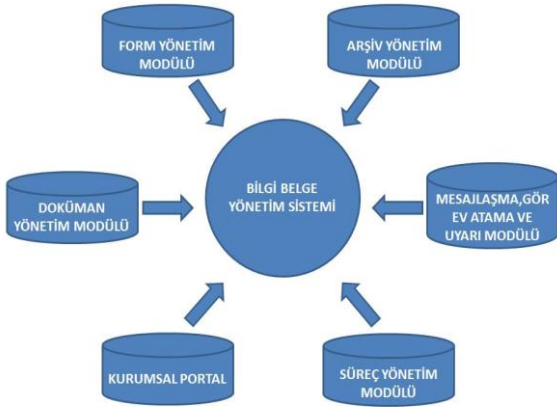 FORM YÖNETİM
MODÜLÜ
ARŞİV YÖNETİM
MODÜLÜ
BİLGİ BELGE
YÖNETİM SİSTEMİ
DOKÜMAN
YÖNETİM MODÜLÜ
MESAJLAŞMA,GÖR
EV ATAMA VE
UYARI MODÜLÜ
KURUMSAL PORTAL
SÜREÇ YÖNETİM
MODÜLÜ